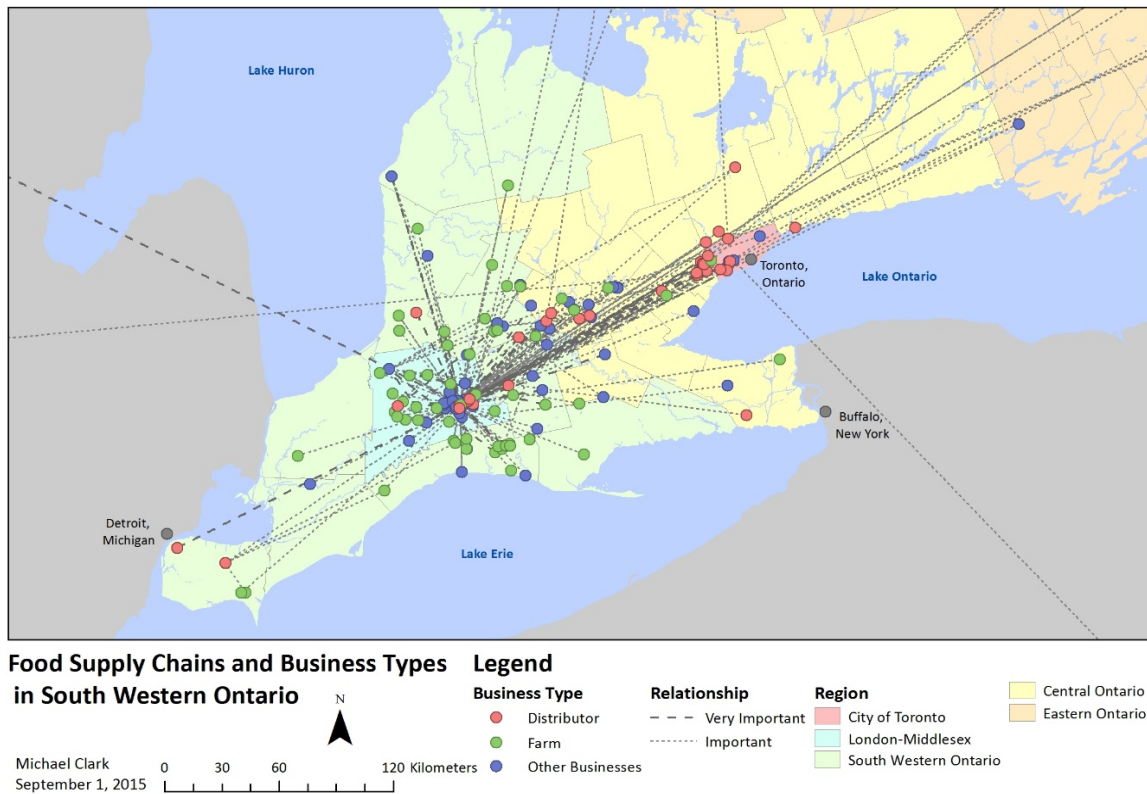 Lake Huron
Toronto,
Ontario
Lake Ontario
Buffalo,
New York
Detroit,
Michigan
Lake Erie
Food Supply Chains and Business Types
in South Western Ontario
N
Michael Clark
September 1, 2015
0 30 60 120 Kilometers
Legend
Business Type
Distributor
Farm
Other Businesses
Relationship
Very Important
Important
Region
City of Toronto
London-Middlesex
South Western Ontario
Central Ontario
Eastern Ontario